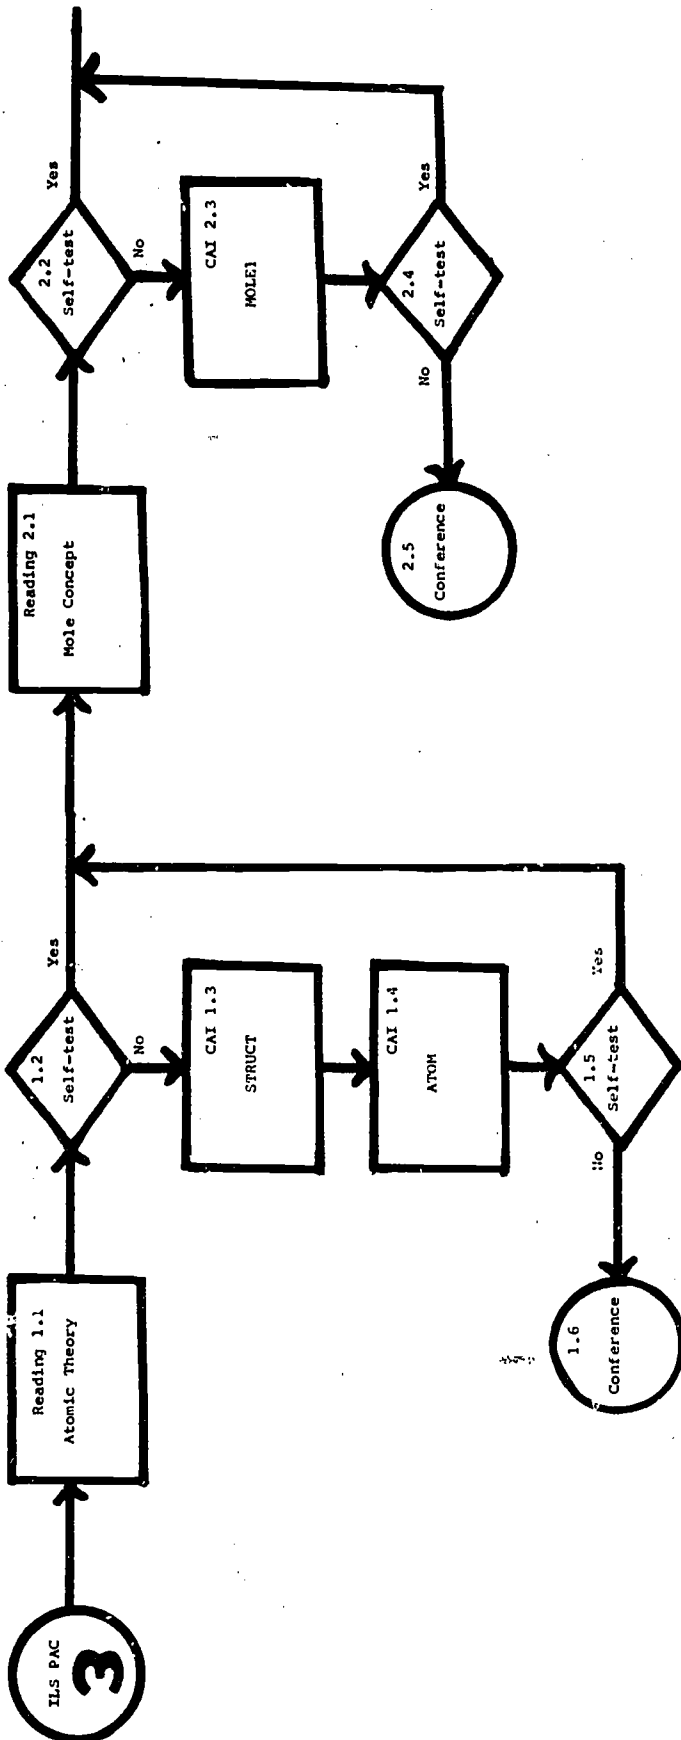 ILS PAC
3
Reading 1.1
Atomic Theory
1.2
Self-test
Yes
No
CAI 1.3
STRUCT
CAI 1.4
ATOM
1.5
Self-test
Yes
No
1.6
Conference
Reading 2.1
Mole Concept
2.2
Self-test
Yes
No
CAI 2.3
MOLE1
2.4
Self-test
Yes
No
2.5
Conference